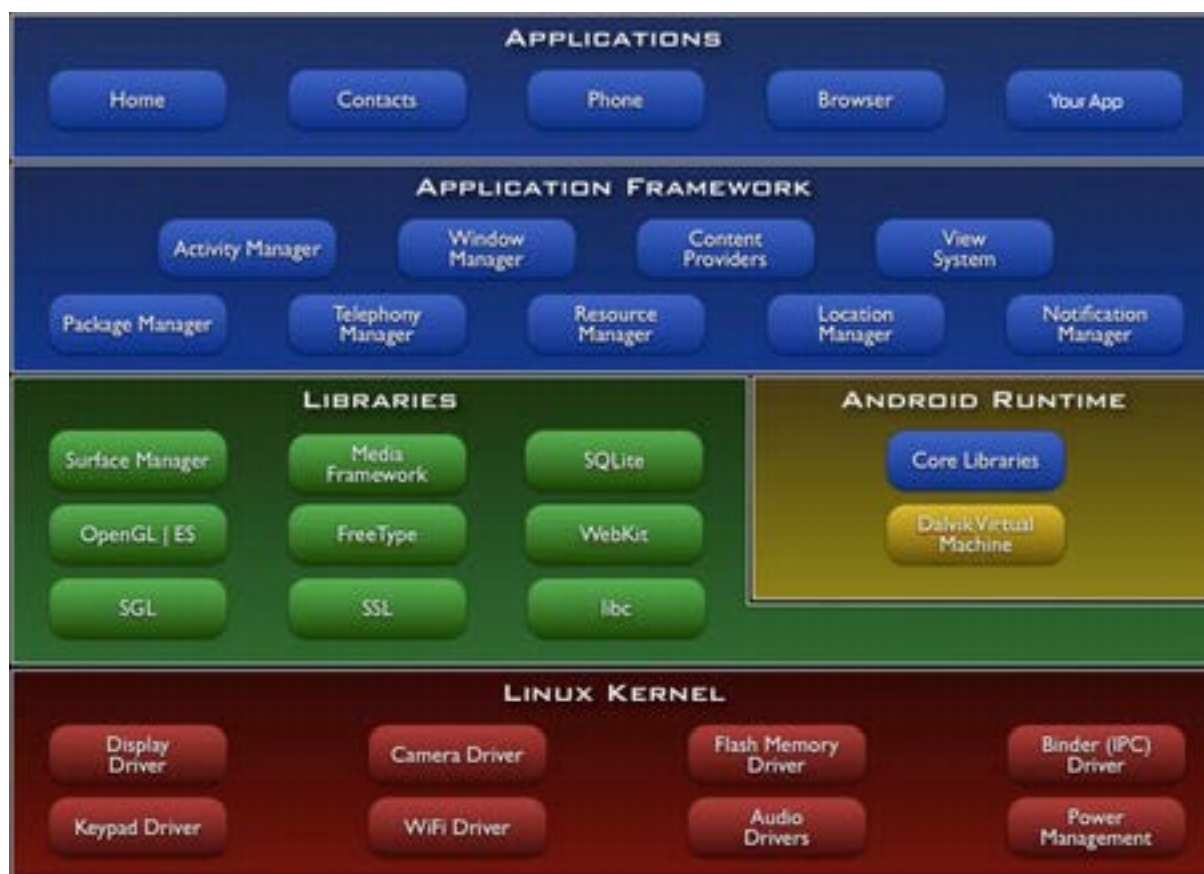 APPLICATIONS
Home
Contacts
Phone
Browser
Your App
APPLICATION FRAMEWORK
Activity Manager
Window
Manager
Content
Providers
View
System
Package Manager
Telephony
Manager
Resource
Manager
Location
Manager
Notification
Manager
LIBRARIES
Surface Manager
Media
Framework
SQLite
OpenGL | ES
FreeType
WebKit
SGL
SSL
libc
ANDROID RUNTIME
Core Libraries
Dalvik Virtual
Machine
LINUX KERNEL
Display
Driver
Camera Driver
Flash Memory
Driver
Binder (IPC)
Driver
Keypad Driver
WiFi Driver
Audio
Drivers
Power
Management